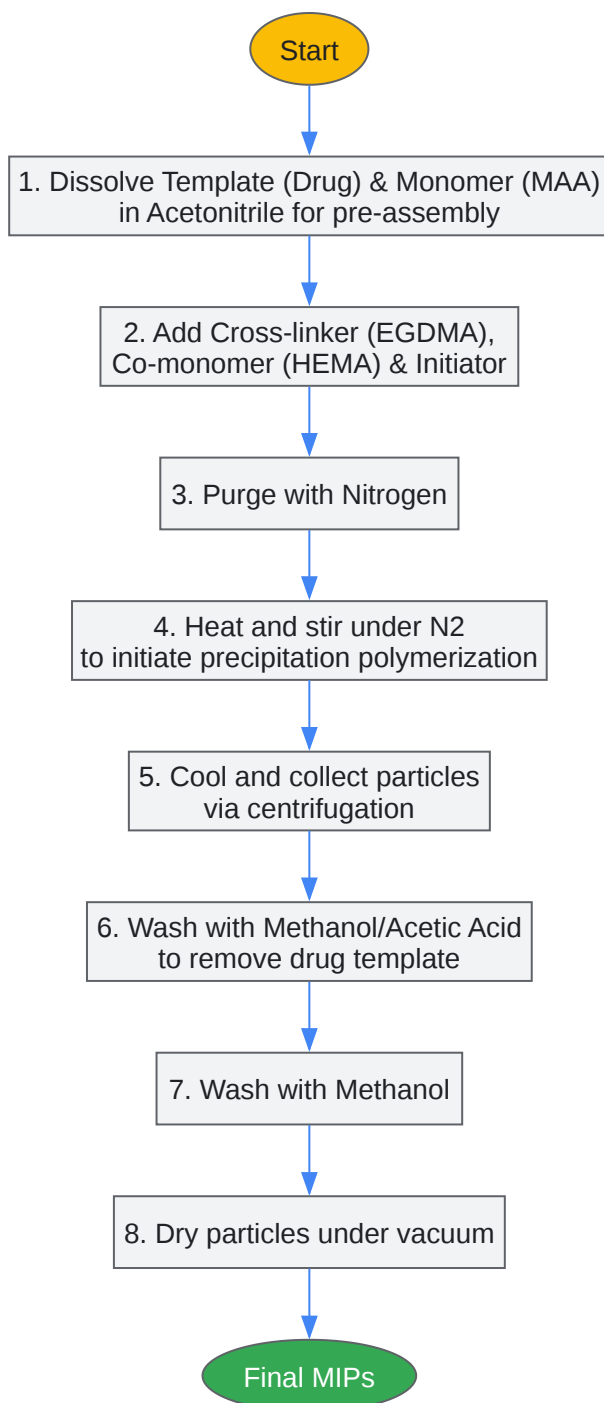 Start
1. Dissolve Template (Drug) & Monomer (MAA)
in Acetonitrile for pre-assembly
2. Add Cross-linker (EGDMA),
Co-monomer (HEMA) & Initiator
3. Purge with Nitrogen
4. Heat and stir under N2
to initiate precipitation polymerization
5. Cool and collect particles
via centrifugation
6. Wash with Methanol/Acetic Acid
to remove drug template
7. Wash with Methanol
8. Dry particles under vacuum
Final MIPs